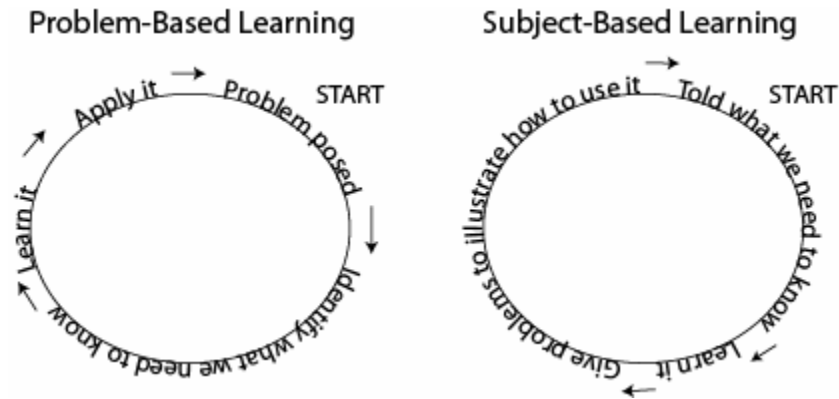 Problem-Based Learning
START
Problem posed
Identify what we need to know
Learn it
Apply it
Subject-Based Learning
START
Told what we need to know
Learn it
Give problems to illustrate how to use it